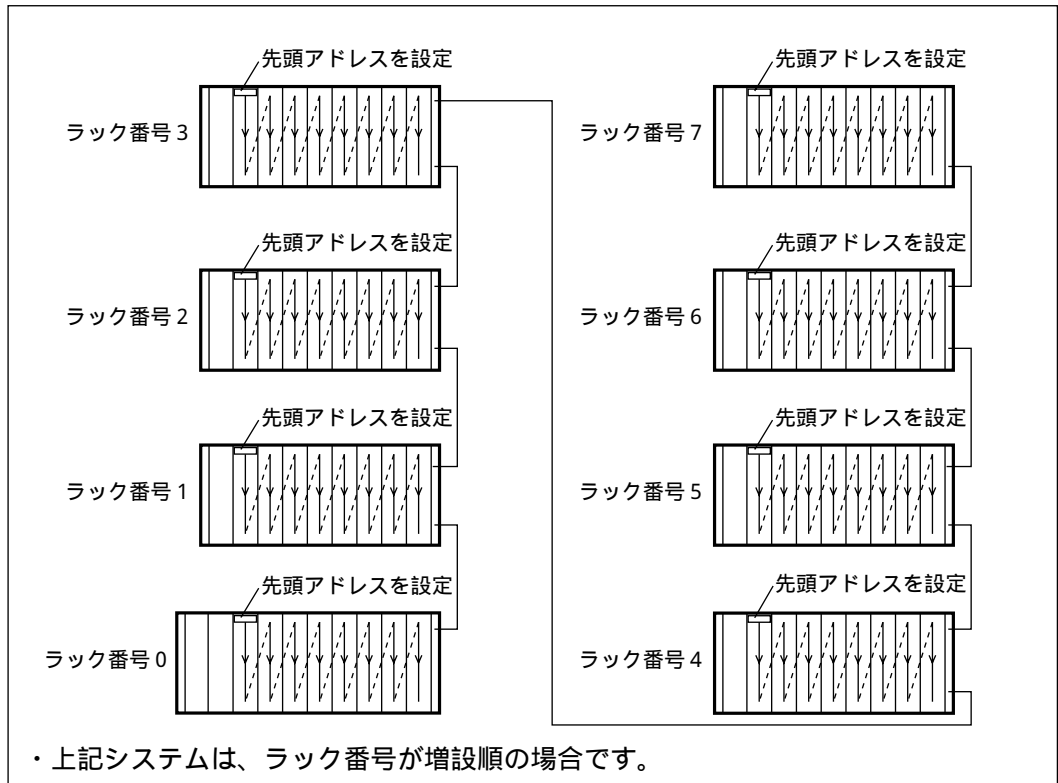 先頭アドレスを設定
ラック番号3
先頭アドレスを設定
ラック番号2
先頭アドレスを設定
ラック番号1
先頭アドレスを設定
ラック番号0
先頭アドレスを設定
ラック番号7
先頭アドレスを設定
ラック番号6
先頭アドレスを設定
ラック番号5
先頭アドレスを設定
ラック番号4
・上記システムは、ラック番号が増設順の場合です。